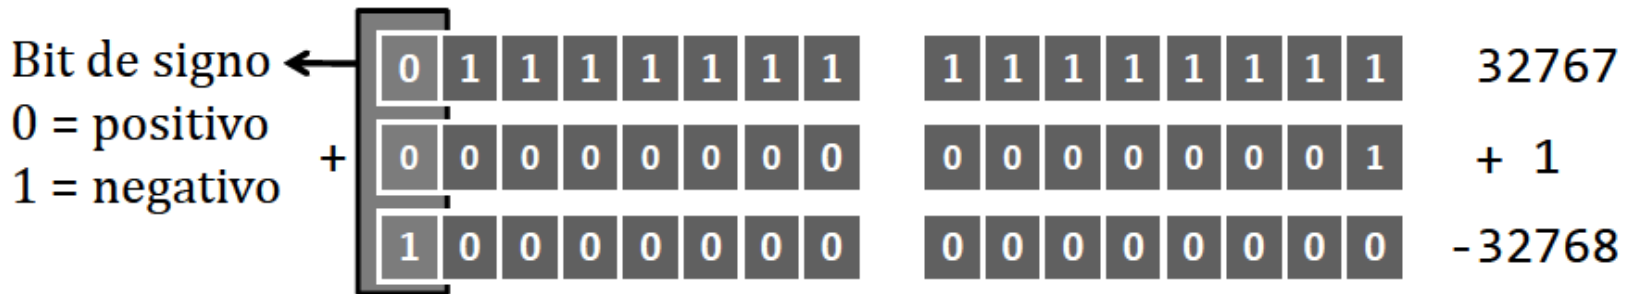 Bit de signo 0 1 1 1 1 1 1 1 1 1 1 1 1 1 1 1 32767
0 = positivo
+ 0 0 0 0 0 0 0 0 0 0 0 0 0 0 0 1 + 1
1 = negativo
1 0 0 0 0 0 0 0 0 0 0 0 0 0 0 0 -32768